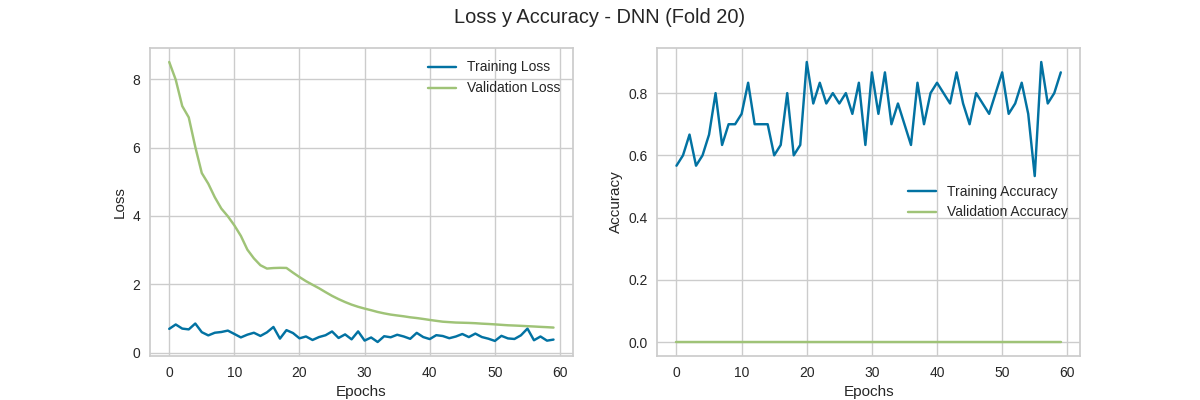 Loss y Accuracy - DNN (Fold 20)
8
6
4
2
0
Loss
0 10 20 30 40 50 60
Epochs
Training Loss
Validation Loss
0.8
0.6
0.4
0.2
0.0
Accuracy
0 10 20 30 40 50 60
Epochs
Training Accuracy
Validation Accuracy